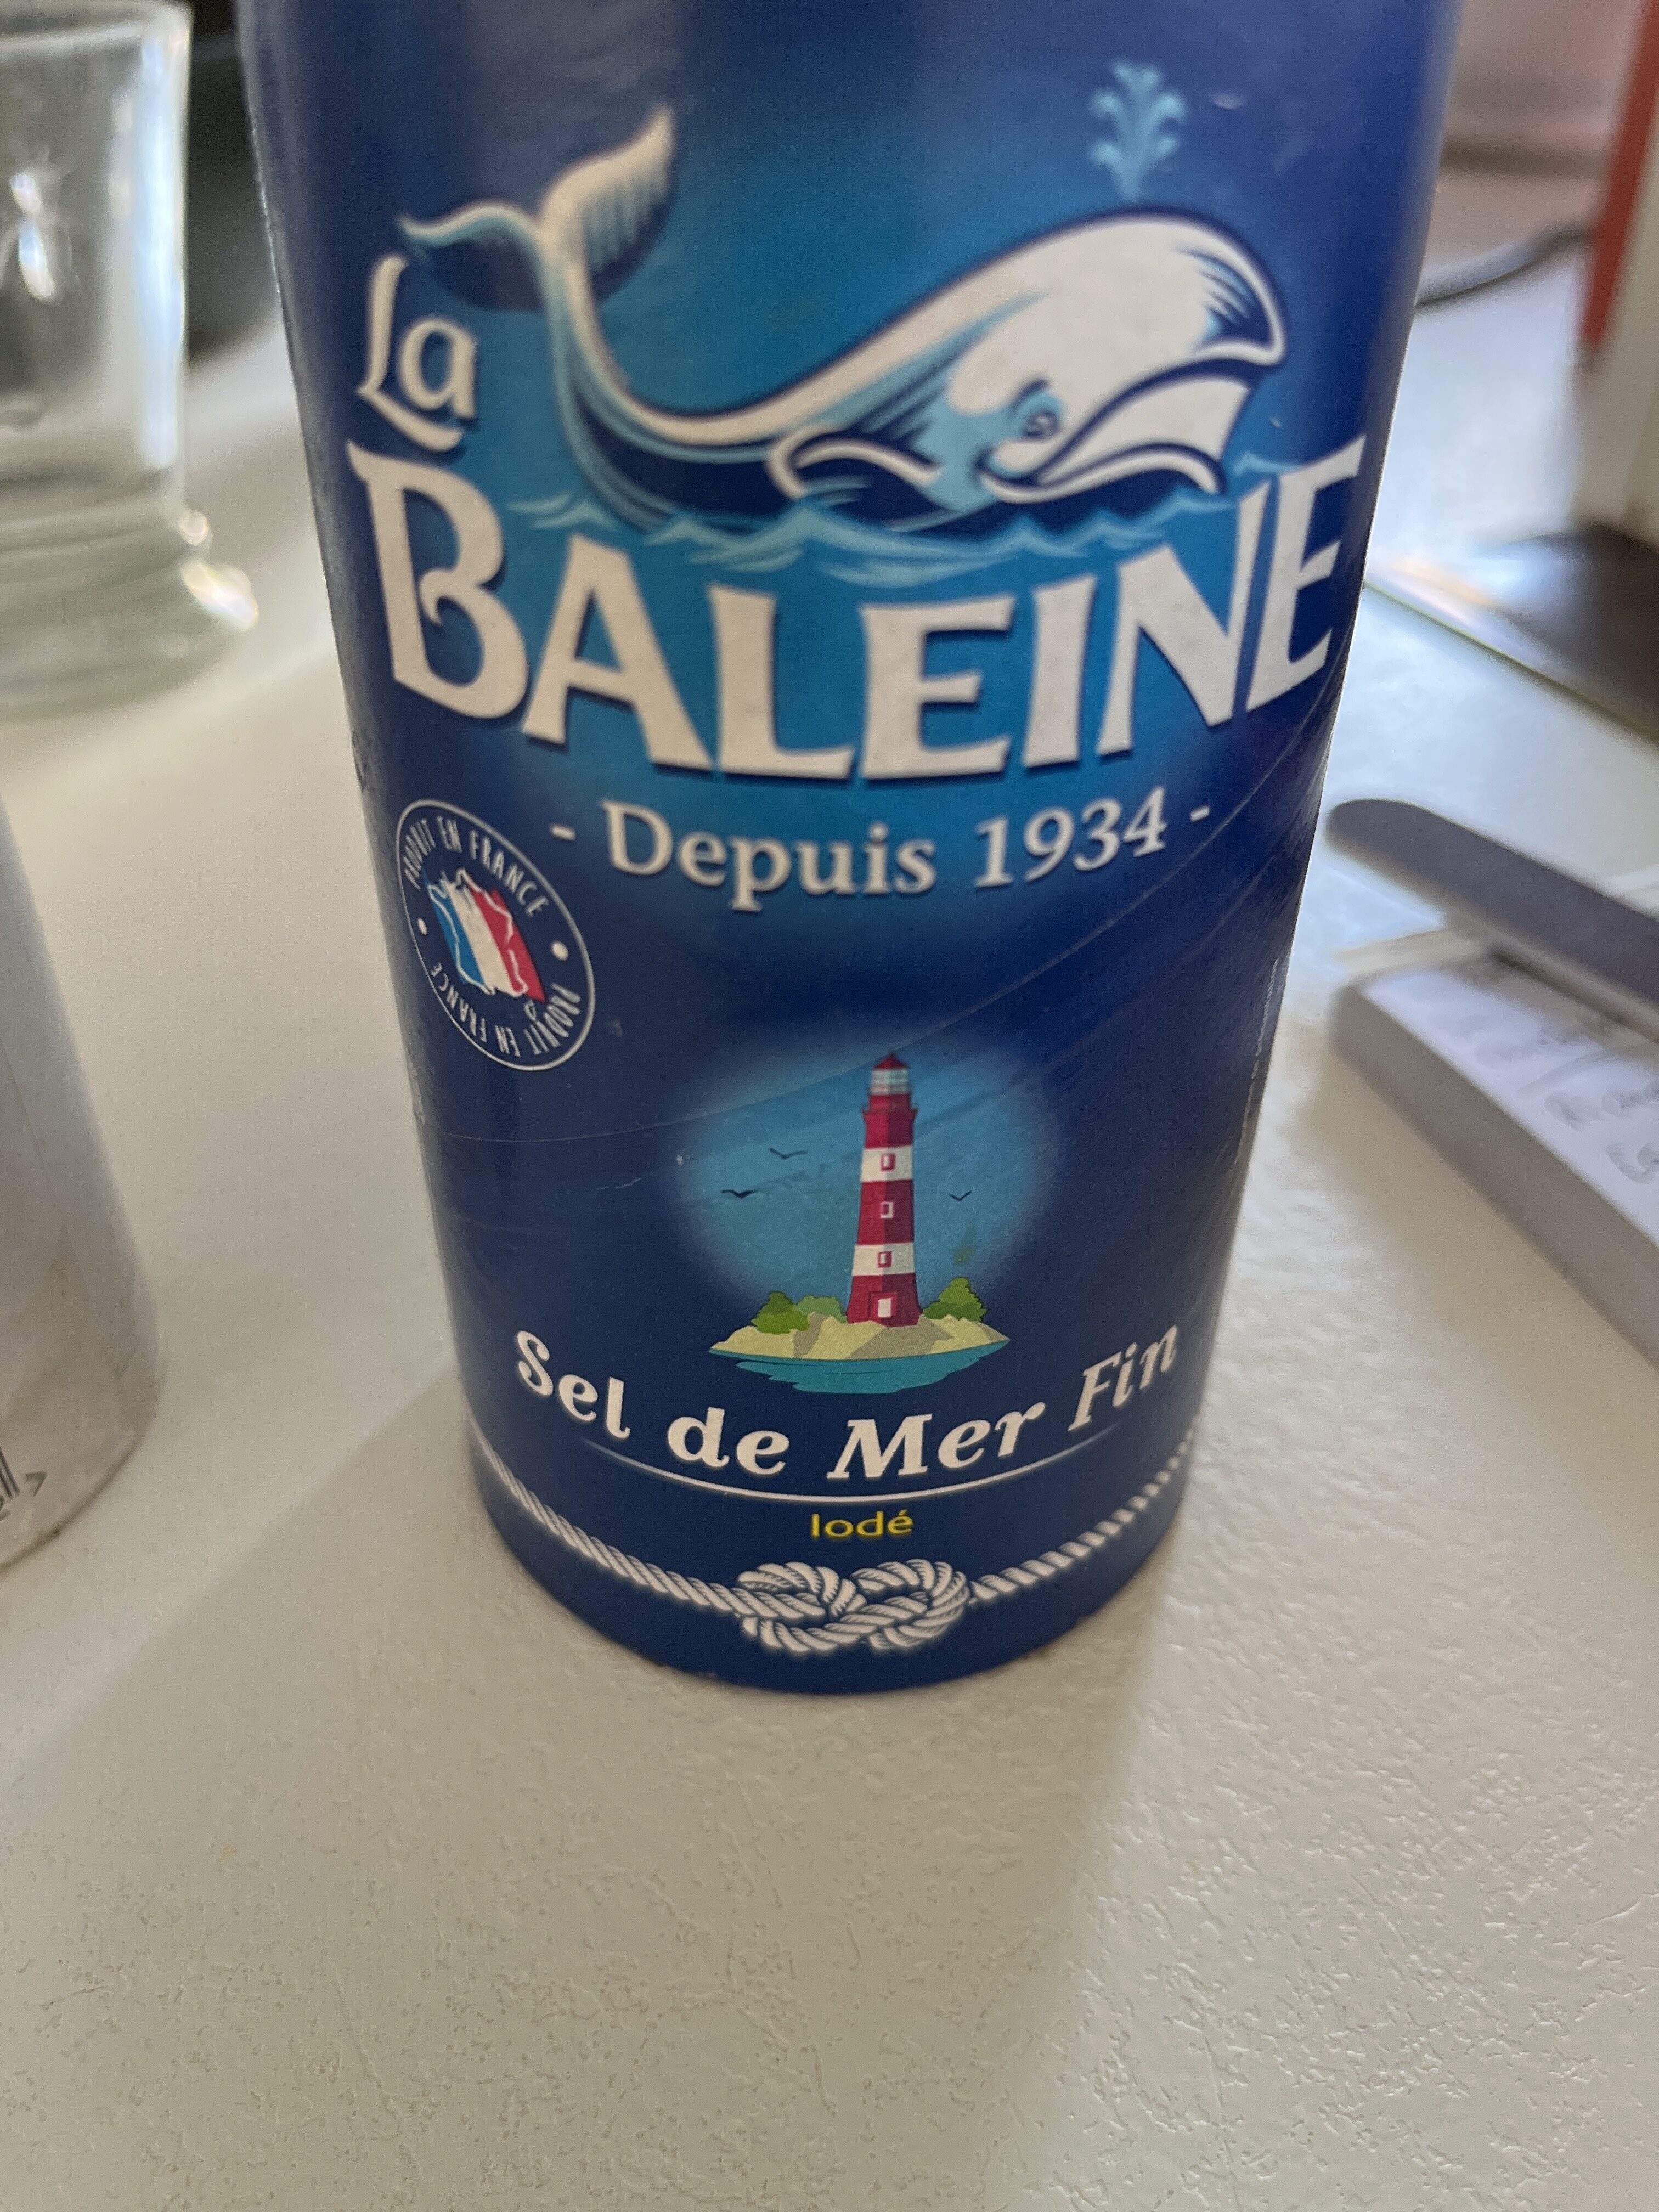 La
BALEINE
- Depuis 1934 -
PRODUIT EN FRANCE
PRODUIT EN FRANCE
Sel de Mer Fin
Iodé